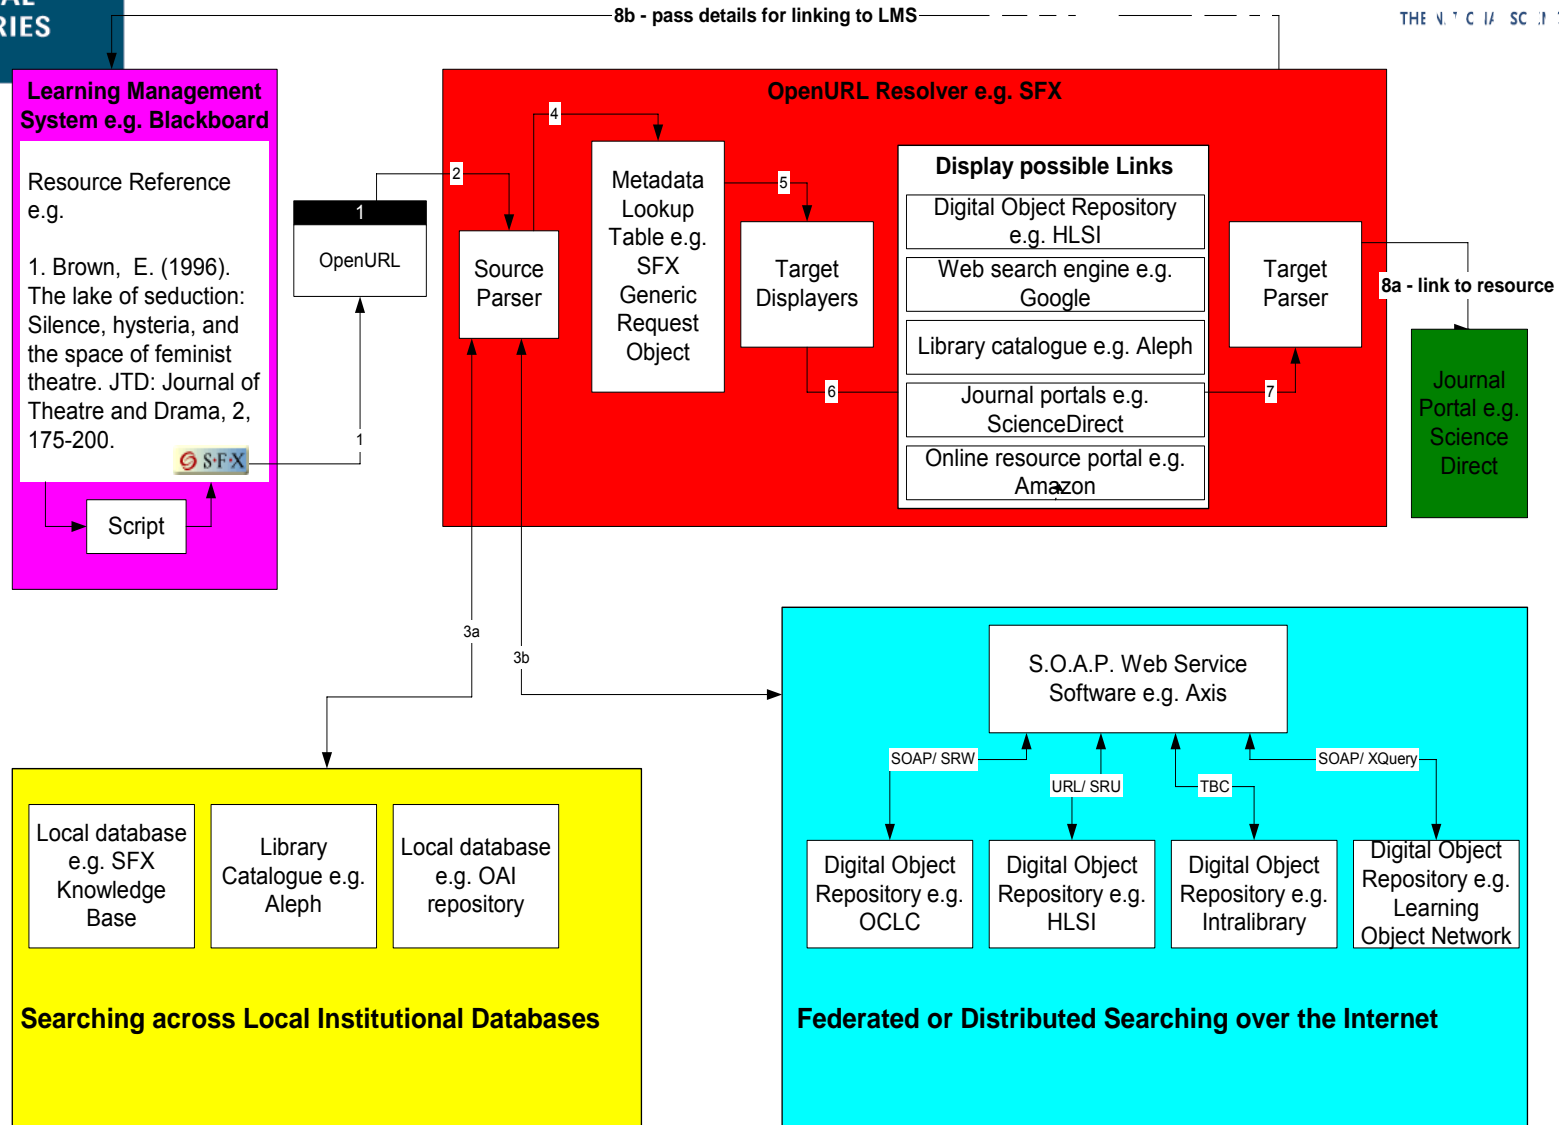 RIES
8b - pass details for linking to LMS
THE
Learning Management
System e.g. Blackboard
Resource Reference
e.g.
1. Brown, E. (1996).
The lake of seduction:
Silence, hysteria, and
the space of feminist
theatre. JTD: Journal of
Theatre and Drama, 2,
175-200.
S·F·X
Script
1
1
OpenURL
OpenURL Resolver e.g. SFX
2
Source
Parser
4
Metadata
Lookup
Table e.g.
SFX
Generic
Request
Object
5
Target
Displayers
6
Display possible Links
Digital Object Repository
e.g. HLSI
Web search engine e.g.
Google
Library catalogue e.g. Aleph
Journal portals e.g.
ScienceDirect
Online resource portal e.g.
Amazon
7
Target
Parser
8a - link to resource
Journal
Portal e.g.
Science
Direct
3a
3b
Local database
e.g. SFX
Knowledge
Base
Library
Catalogue e.g.
Aleph
Local database
e.g. OAI
repository
Searching across Local Institutional Databases
S.O.A.P. Web Service
Software e.g. Axis
SOAP/ SRW
URL/ SRU
TBC
SOAP/ XQuery
Digital Object
Repository e.g.
OCLC
Digital Object
Repository e.g.
HLSI
Digital Object
Repository e.g.
Intralibrary
Digital Object
Repository e.g.
Learning
Object Network
Federated or Distributed Searching over the Internet